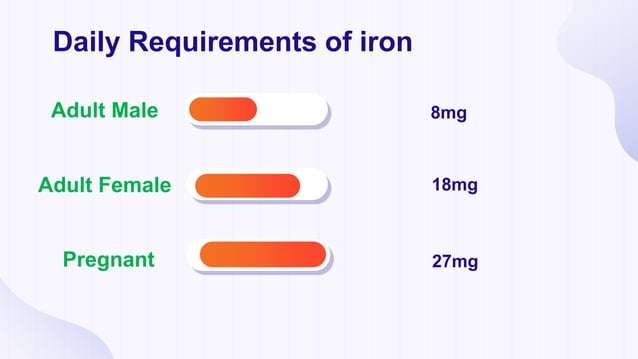 Daily Requirements of iron
Adult Male 8mg
Adult Female 18mg
Pregnant 27mg